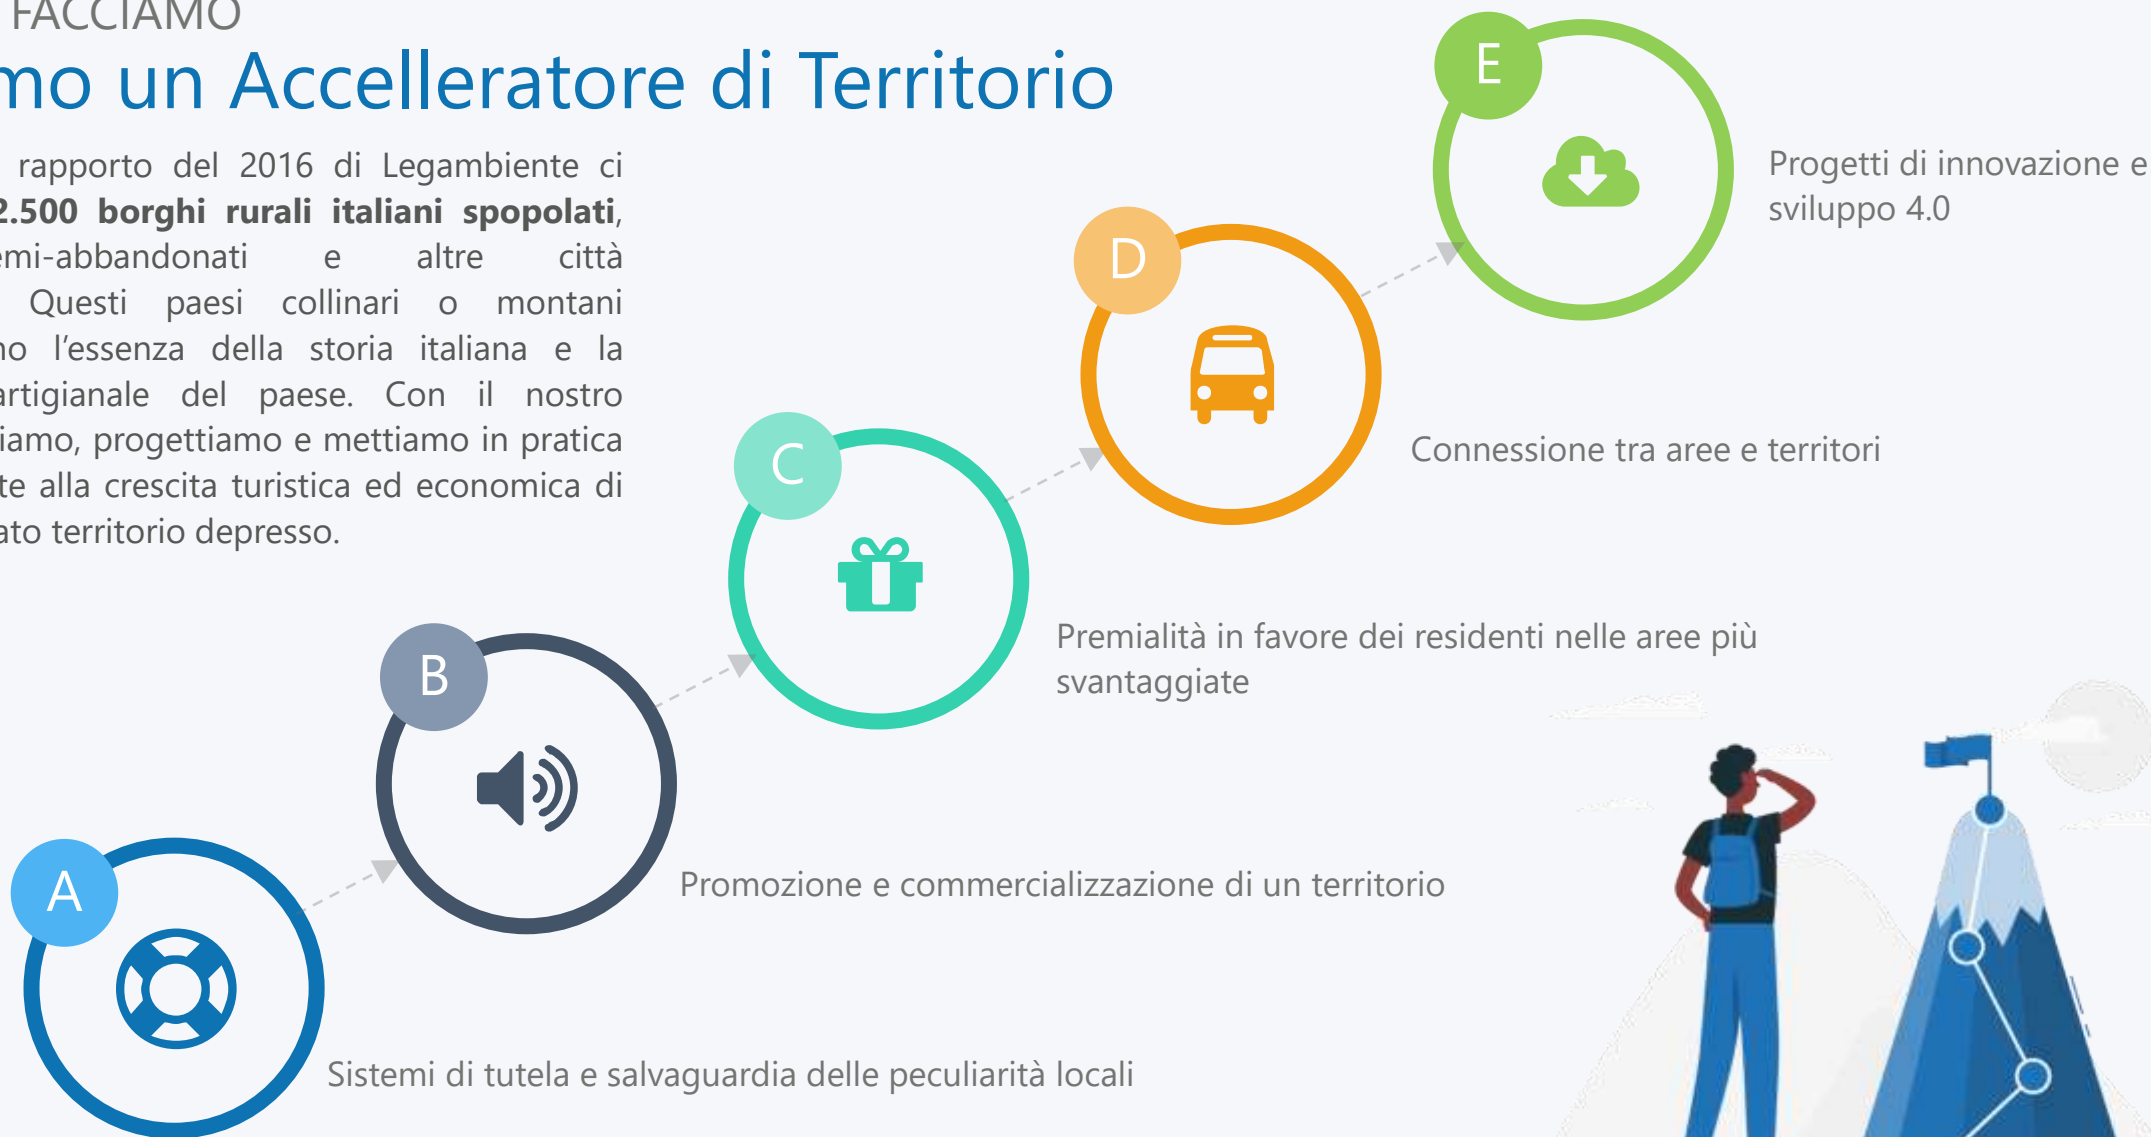 FACCIAMO
mo un Accelleratore di Territorio
rapporto del 2016 di Legambiente ci
2.500 borghi rurali italiani spopolati,
emi-abbandonati e altre città
Questi paesi collinari o montani
no l'essenza della storia italiana e la
artigianale del paese. Con il nostro
iamo, progettiamo e mettiamo in pratica
te alla crescita turistica ed economica di
ato territorio depresso.
E
Progetti di innovazione e
sviluppo 4.0
D
Connessione tra aree e territori
C
Premialità in favore dei residenti nelle aree più
svantaggiate
B
Promozione e commercializzazione di un territorio
A
Sistemi di tutela e salvaguardia delle peculiarità locali